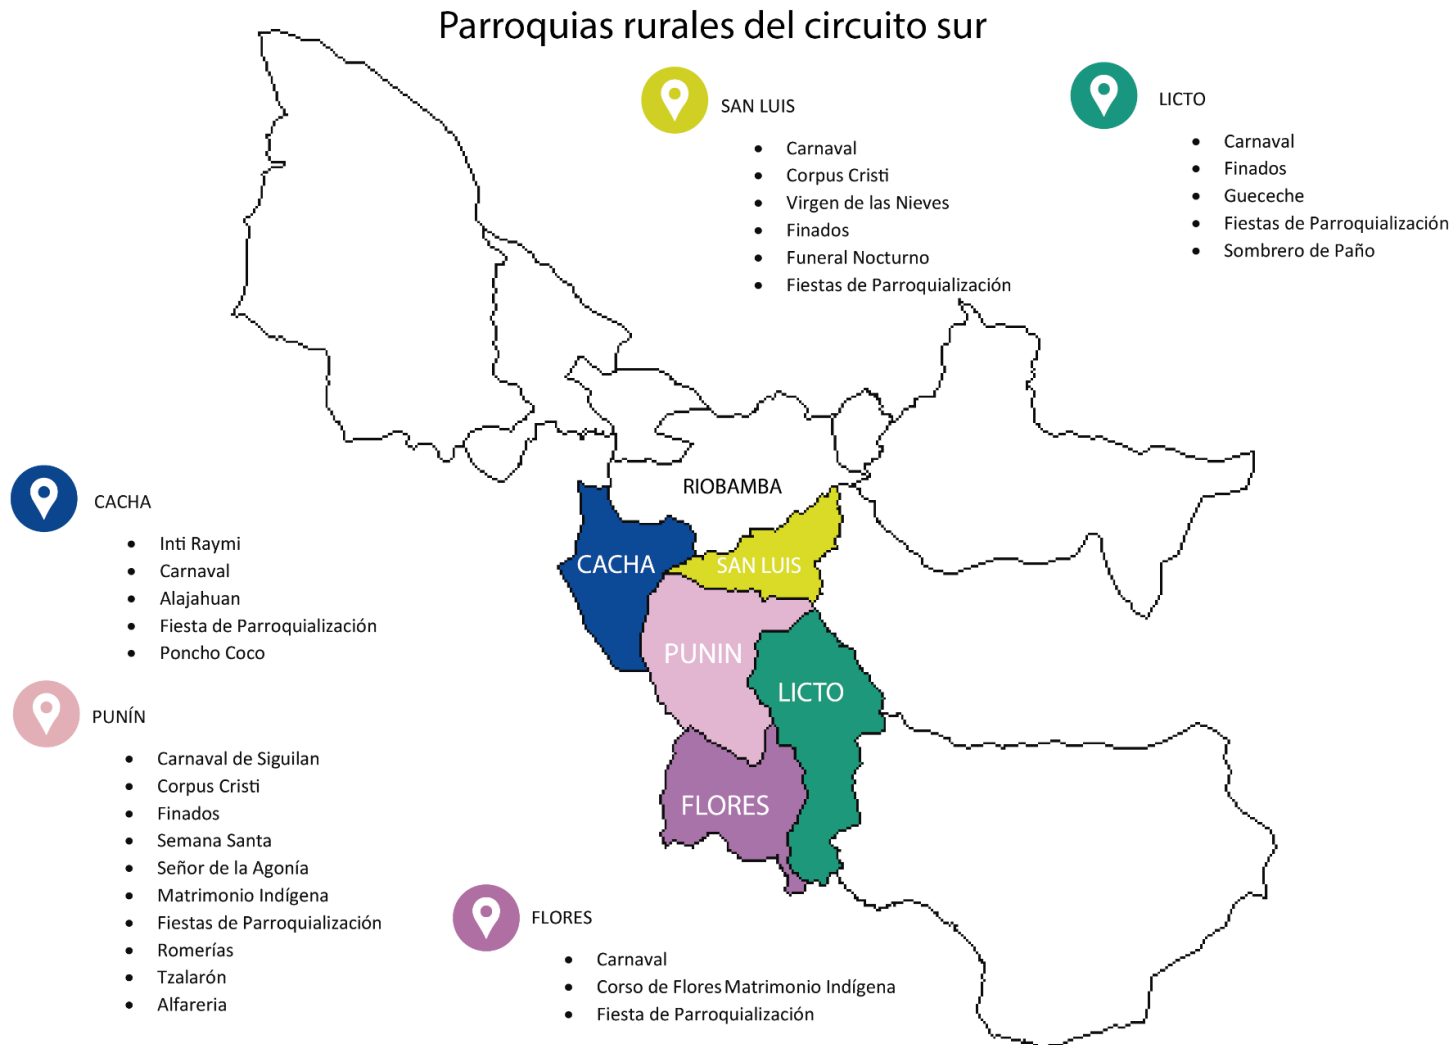 Parroquias rurales del circuito sur
SAN LUIS
• Carnaval
• Corpus Cristi
• Virgen de las Nieves
• Finados
• Funeral Nocturno
• Fiestas de Parroquialización
LICTO
• Carnaval
• Finados
• Gueceche
• Fiestas de Parroquialización
• Sombrero de Paño
RIOBAMBA
CACHA
SAN LUIS
PUNIN
LICTO
FLORES
CACHA
• Inti Raymi
• Carnaval
• Alajahuan
• Fiesta de Parroquialización
• Poncho Coco
PUNÍN
• Carnaval de Siguilan
• Corpus Cristi
• Finados
• Semana Santa
• Señor de la Agonía
• Matrimonio Indígena
• Fiestas de Parroquialización
• Romerías
• Tzalarón
• Alfareria
FLORES
• Carnaval
• Corso de Flores Matrimonio Indígena
• Fiesta de Parroquialización